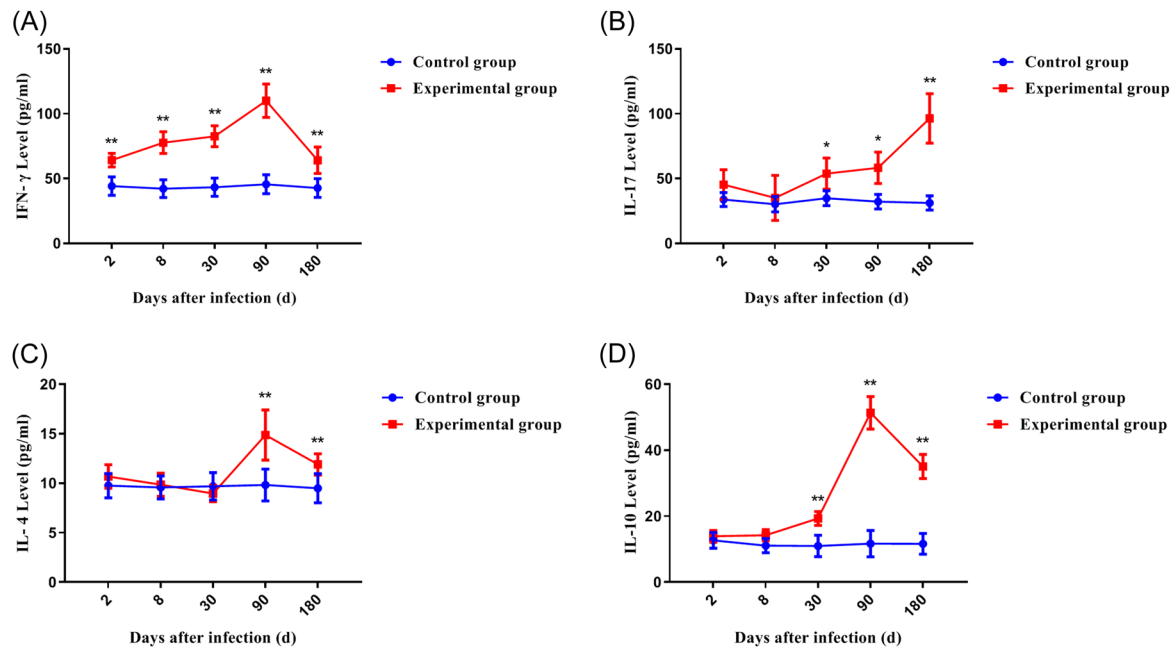 (A)
150
100
50
0
IFN-γ Level (pg/ml)
** ** ** ** **
2 8 30 90 180
Days after infection (d)
Control group
Experimental group
(B)
150
100
50
0
IL-17 Level (pg/ml)
* * **
2 8 30 90 180
Days after infection (d)
Control group
Experimental group
(C)
20
15
10
5
0
IL- 4 Level (pg/ml)
** **
2 8 30 90 180
Days after infection (d)
Control group
Experimental group
(D)
60
40
20
0
IL-10 Level (pg/ml)
** ** **
2 8 30 90 180
Days after infection (d)
Control group
Experimental group